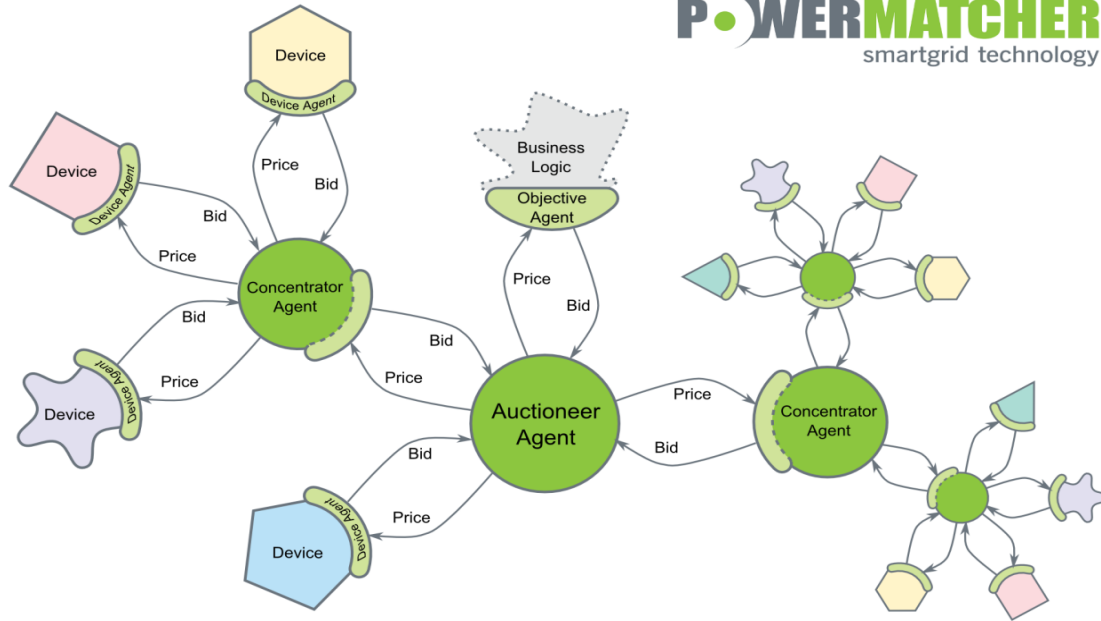 POWERMATCHER
smartgrid technology
Device
Device Agent
Price
Bid
Device
Device Agent
Bid
Price
Business
Logic
Objective
Agent
Price
Bid
Concentrator
Agent
Bid
Price
Device
Device Agent
Bid
Price
Auctioneer
Agent
Price
Bid
Concentrator
Agent
Bid
Price
Device
Device Agent